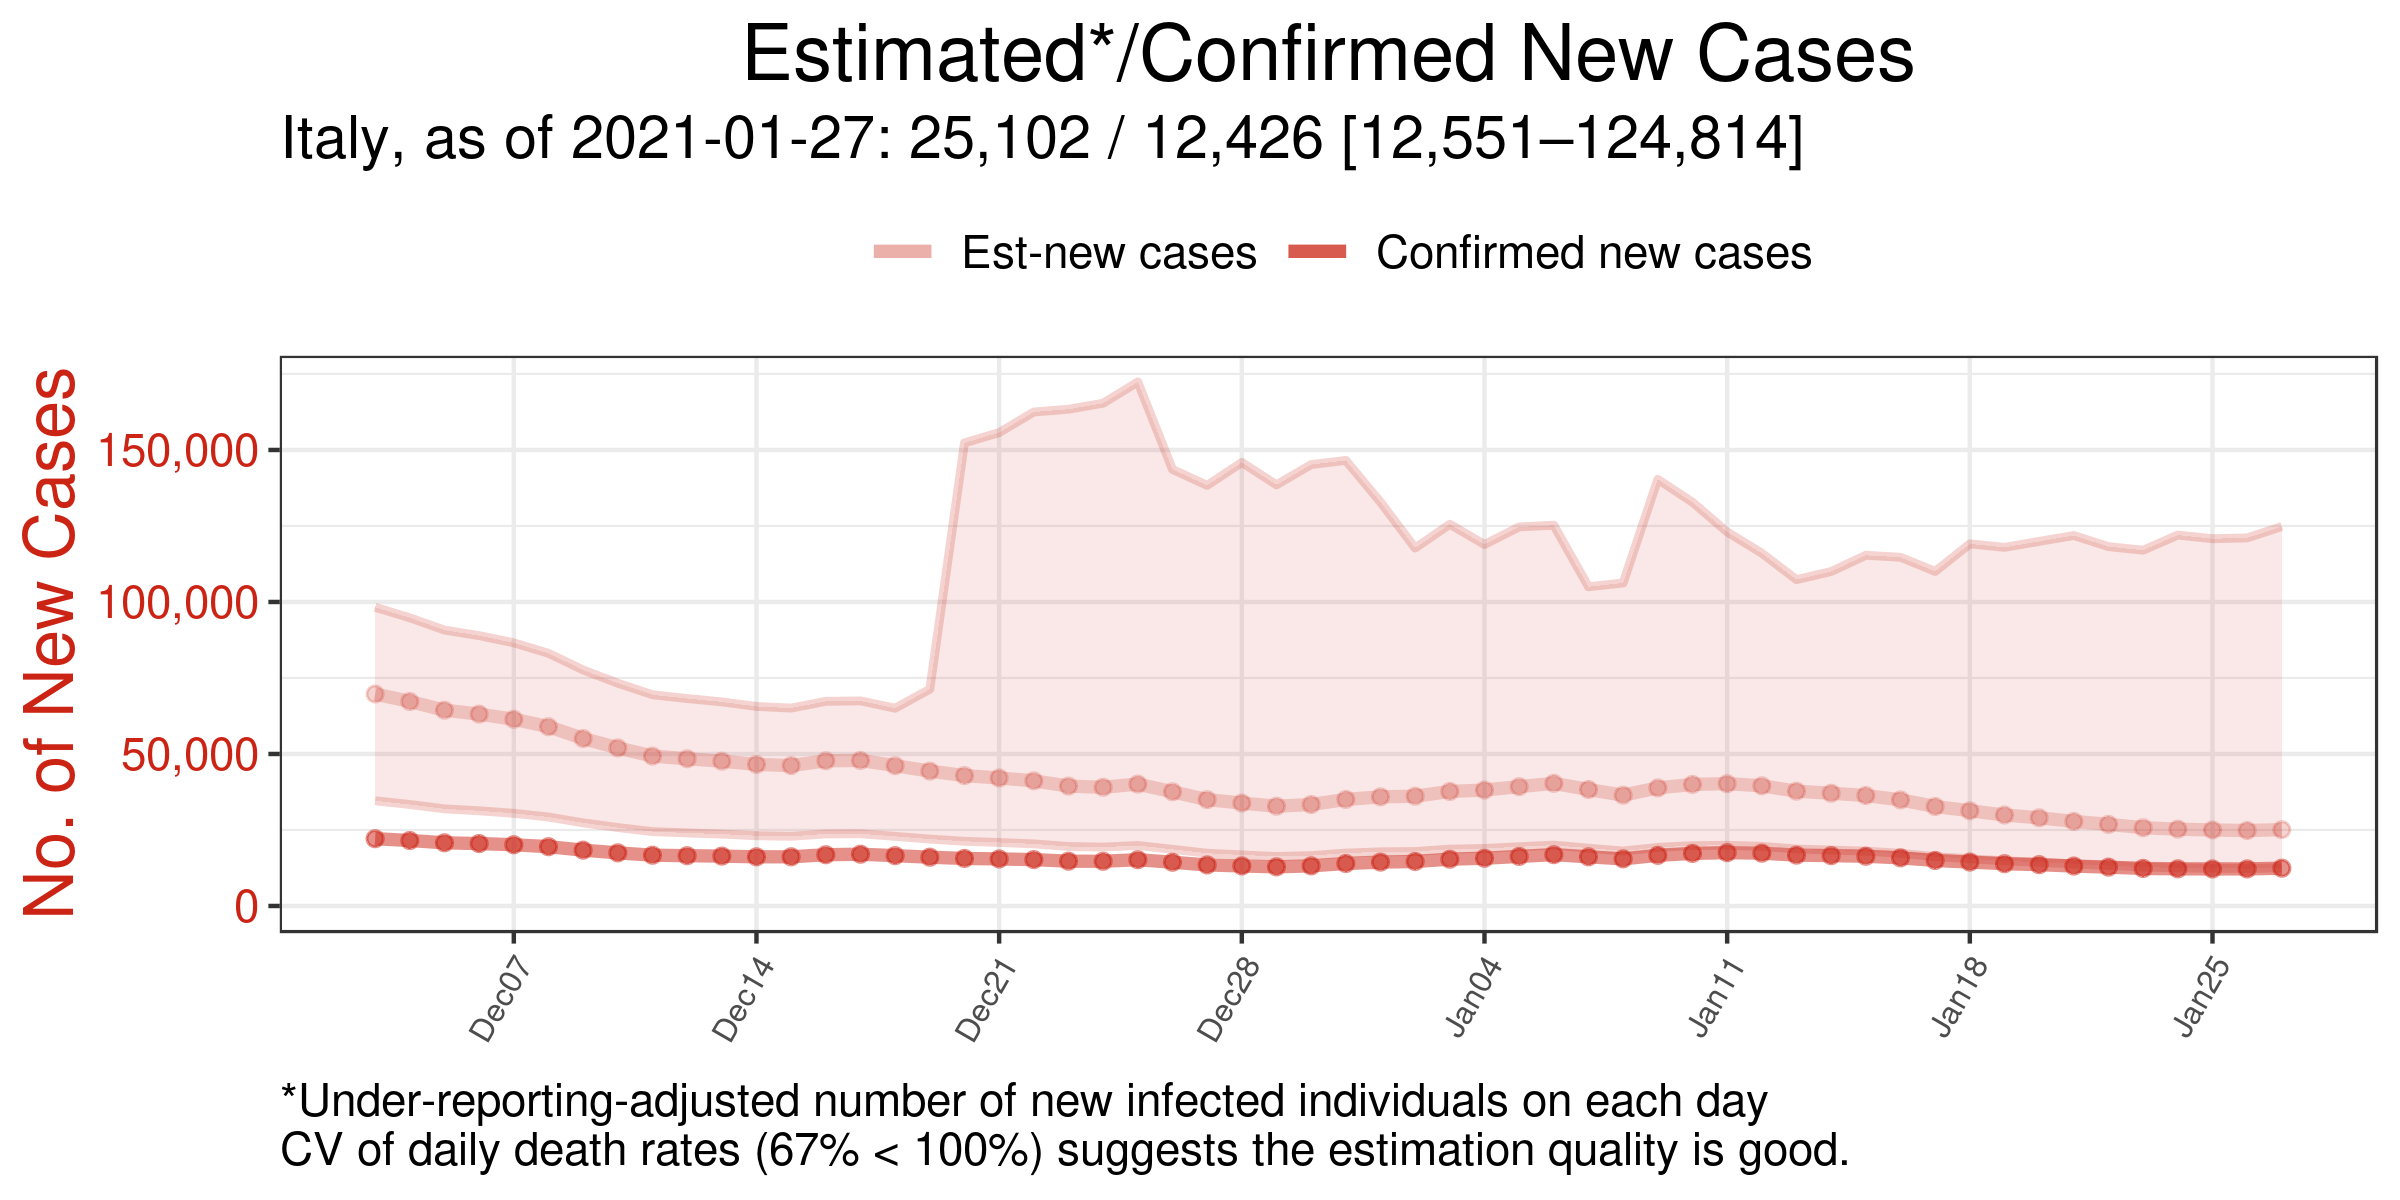 Estimated*/Confirmed New Cases
Italy, as of 2021-01-27: 25,102 / 12,426 [12,551–124,814]
Est-new cases
Confirmed new cases
No. of New Cases
150,000
100,000
50,000
0
Dec07
Dec14
Dec21
Dec28
Jan04
Jan11
Jan18
Jan25
*Under-reporting-adjusted number of new infected individuals on each day
CV of daily death rates (67% < 100%) suggests the estimation quality is good.